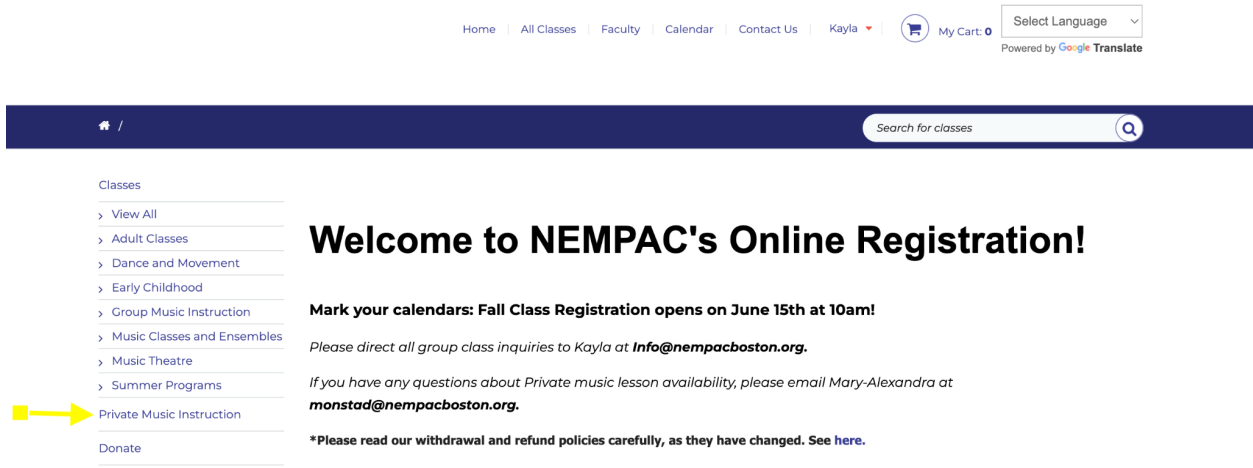 Home All Classes Faculty Calendar Contact Us Kayla My Cart: 0 Select Language
Powered by Google Translate
/ Search for classes
Classes
View All
Adult Classes
Dance and Movement
Early Childhood
Group Music Instruction
Music Classes and Ensembles
Music Theatre
Summer Programs
Private Music Instruction
Donate
Welcome to NEMPAC's Online Registration!
Mark your calendars: Fall Class Registration opens on June 15th at 10am!
Please direct all group class inquiries to Kayla at Info@nempacboston.org.
If you have any questions about Private music lesson availability, please email Mary-Alexandra at
monstad@nempacboston.org.
*Please read our withdrawal and refund policies carefully, as they have changed. See here.